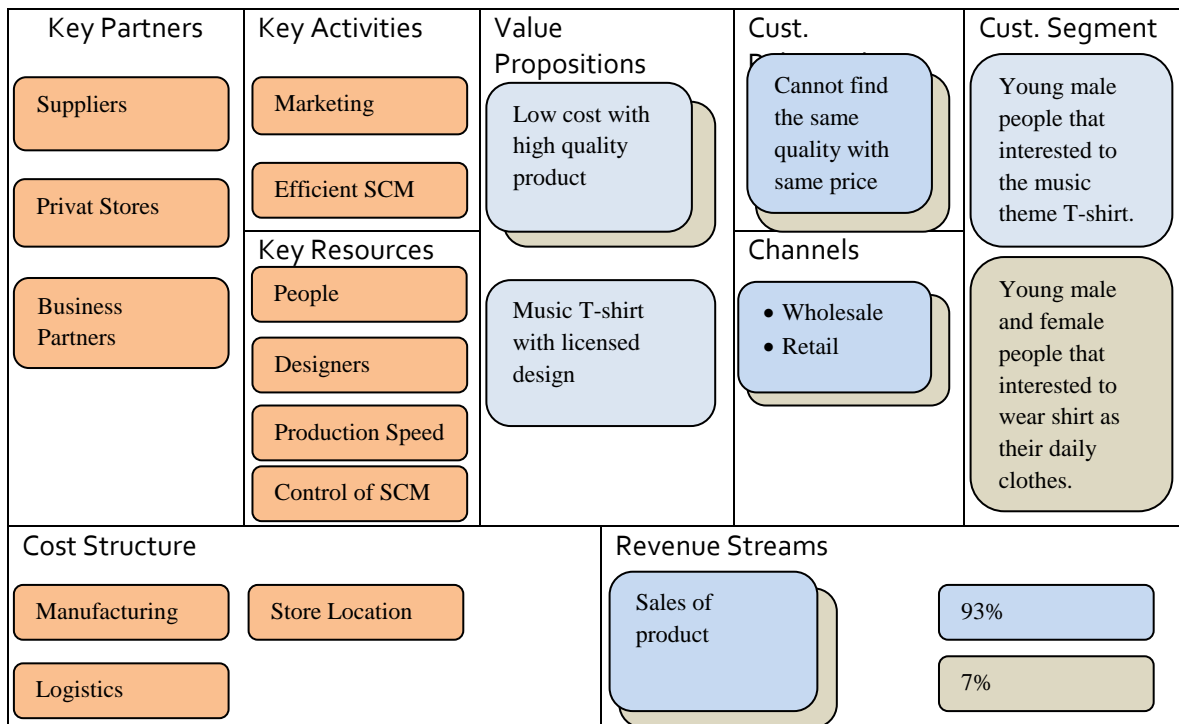 Key Partners
Suppliers
Privat Stores
Business
Partners
Key Activities
Marketing
Efficient SCM
Key Resources
People
Designers
Production Speed
Control of SCM
Value
Propositions
Low cost with
high quality
product
Music T-shirt
with licensed
design
Cust.
Cannot find
the same
quality with
same price
Channels
• Wholesale
• Retail
Cust. Segment
Young male
people that
interested to
the music
theme T-shirt.
Young male
and female
people that
interested to
wear shirt as
their daily
clothes.
Cost Structure
Manufacturing
Store Location
Logistics
Revenue Streams
Sales of
product
93%
7%